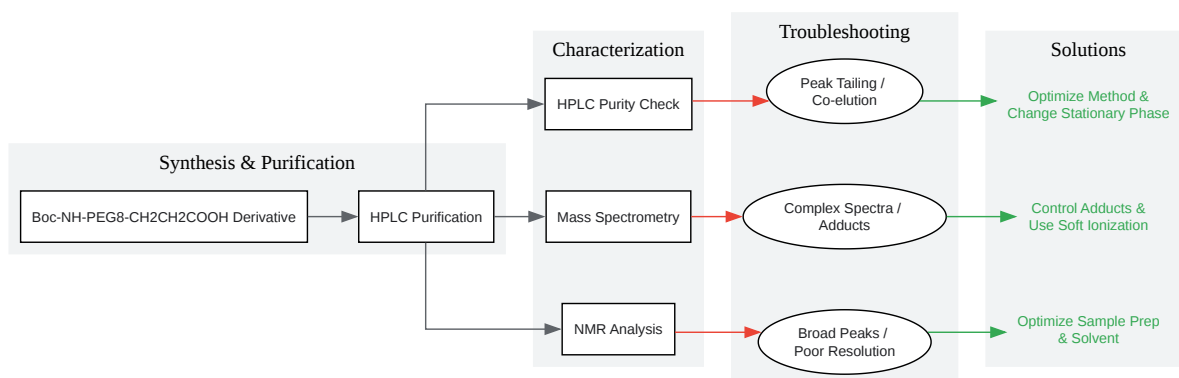 Synthesis & Purification
Boc-NH-PEG8-CH2CH2COOH Derivative
HPLC Purification
Characterization
HPLC Purity Check
Mass Spectrometry
NMR Analysis
Troubleshooting
Peak Tailing /
Co-elution
Complex Spectra /
Adducts
Broad Peaks /
Poor Resolution
Solutions
Optimize Method &
Change Stationary Phase
Control Adducts &
Use Soft Ionization
Optimize Sample Prep
& Solvent